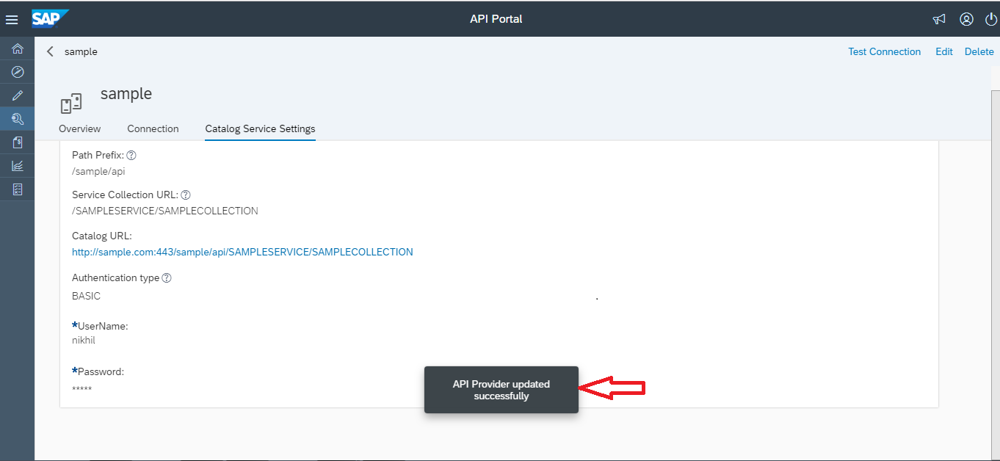 SAP
API Portal
sample
Test Connection Edit Delete
sample
Overview Connection Catalog Service Settings
Path Prefix: ?
/sample/api
Service Collection URL: ?
/SAMPLESERVICE/SAMPLECOLLECTION
Catalog URL:
http://sample.com:443/sample/api/SAMPLESERVICE/SAMPLECOLLECTION
Authentication type ?
BASIC
.
*UserName:
nikhil
*Password:
*****
API Provider updated
successfully